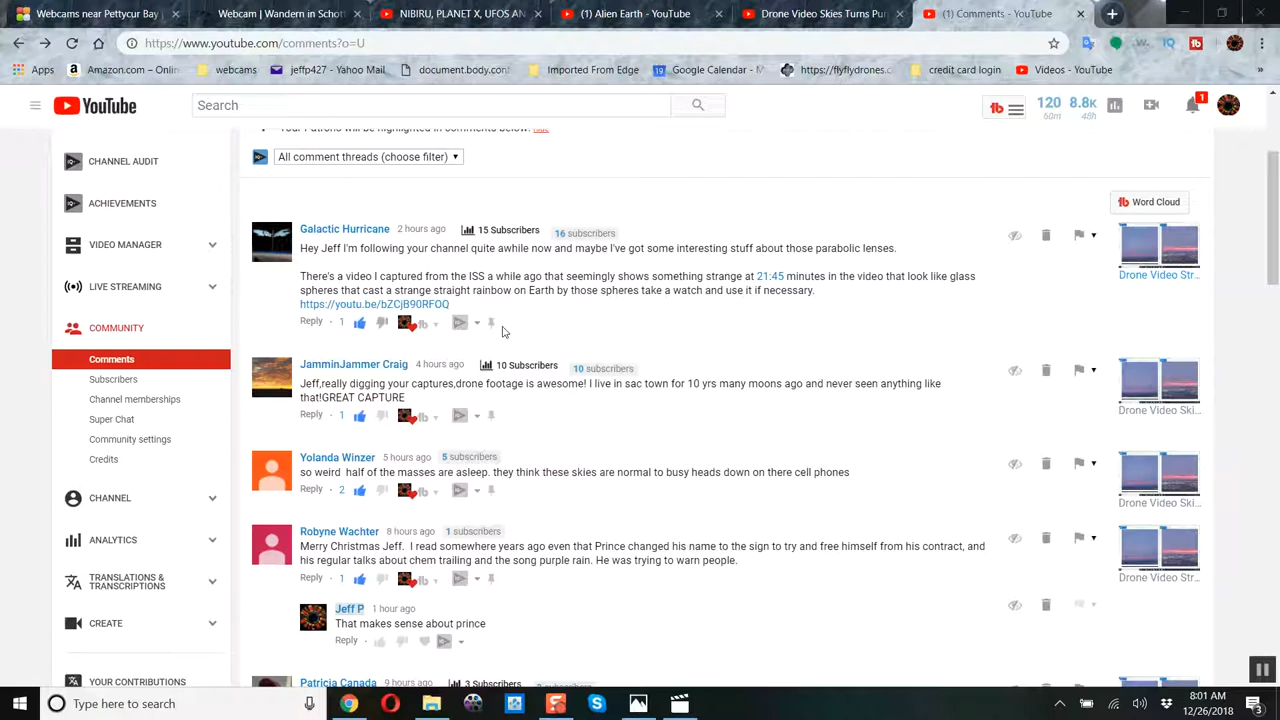 Webcam near Pettycur Bay
Webcam | Wandern in Schott
NIBIRU, PLANET X, UFOS AN
(1) Alien Earth - YouTube
Drone Video Skies Turns Pur
(1) Comments - YouTube
https://www.youtube.com/comments?o=U
Apps Amazon.com – Onlin webcams jeffp427 - Yahoo Mail document.body.cont Imported From Edge Google Calendar https://flyflydrones.c credit card login Videos - YouTube
YouTube
Search
120 8.8K
60m 48h
1
Your Patrons will be highlighted in comments below. hide
All comment threads (choose filter)
CHANNEL AUDIT
ACHIEVEMENTS
VIDEO MANAGER
LIVE STREAMING
COMMUNITY
Comments
Subscribers
Channel memberships
Super Chat
Community settings
Credits
CHANNEL
ANALYTICS
TRANSLATIONS &
TRANSCRIPTIONS
CREATE
YOUR CONTRIBUTIONS
Word Cloud
Galactic Hurricane 2 hours ago 15 Subscribers 16 subscribers
Hey Jeff I'm following your channel quite awhile now and maybe I've got some interesting stuff about those parabolic lenses.
There's a video I captured from the ISS a while ago that seemingly shows something strange at 21:45 minutes in the video that look like glass
spheres that cast a strange straight rainbow on Earth by those spheres take a watch and use it if necessary.
https://youtu.be/bZCjB90RFOQ
Reply · 1
Drone Video Str...
JamminJammer Craig 4 hours ago 10 Subscribers 10 subscribers
Jeff,really digging your captures,drone footage is awesome! I live in sac town for 10 yrs many moons ago and never seen anything like
that!GREAT CAPTURE
Reply · 1
Drone Video Ski...
Yolanda Winzer 5 hours ago 5 subscribers
so weird half of the masses are asleep. they think these skies are normal to busy heads down on there cell phones
Reply · 2
Drone Video Ski...
Robyne Wachter 8 hours ago 1 subscribers
Merry Christmas Jeff. I read somewhere years ago even that Prince changed his name to the sign to try and free himself from his contract, and
his regular talks about chem trailing and the song purple rain. He was trying to warn people.
Reply · 1
Drone Video Str...
Jeff P 1 hour ago
That makes sense about prince
Reply ·
Patricia Canada 9 hours ago 3 Subscribers subscribers
Type here to search
8:01 AM
12/26/2018
3